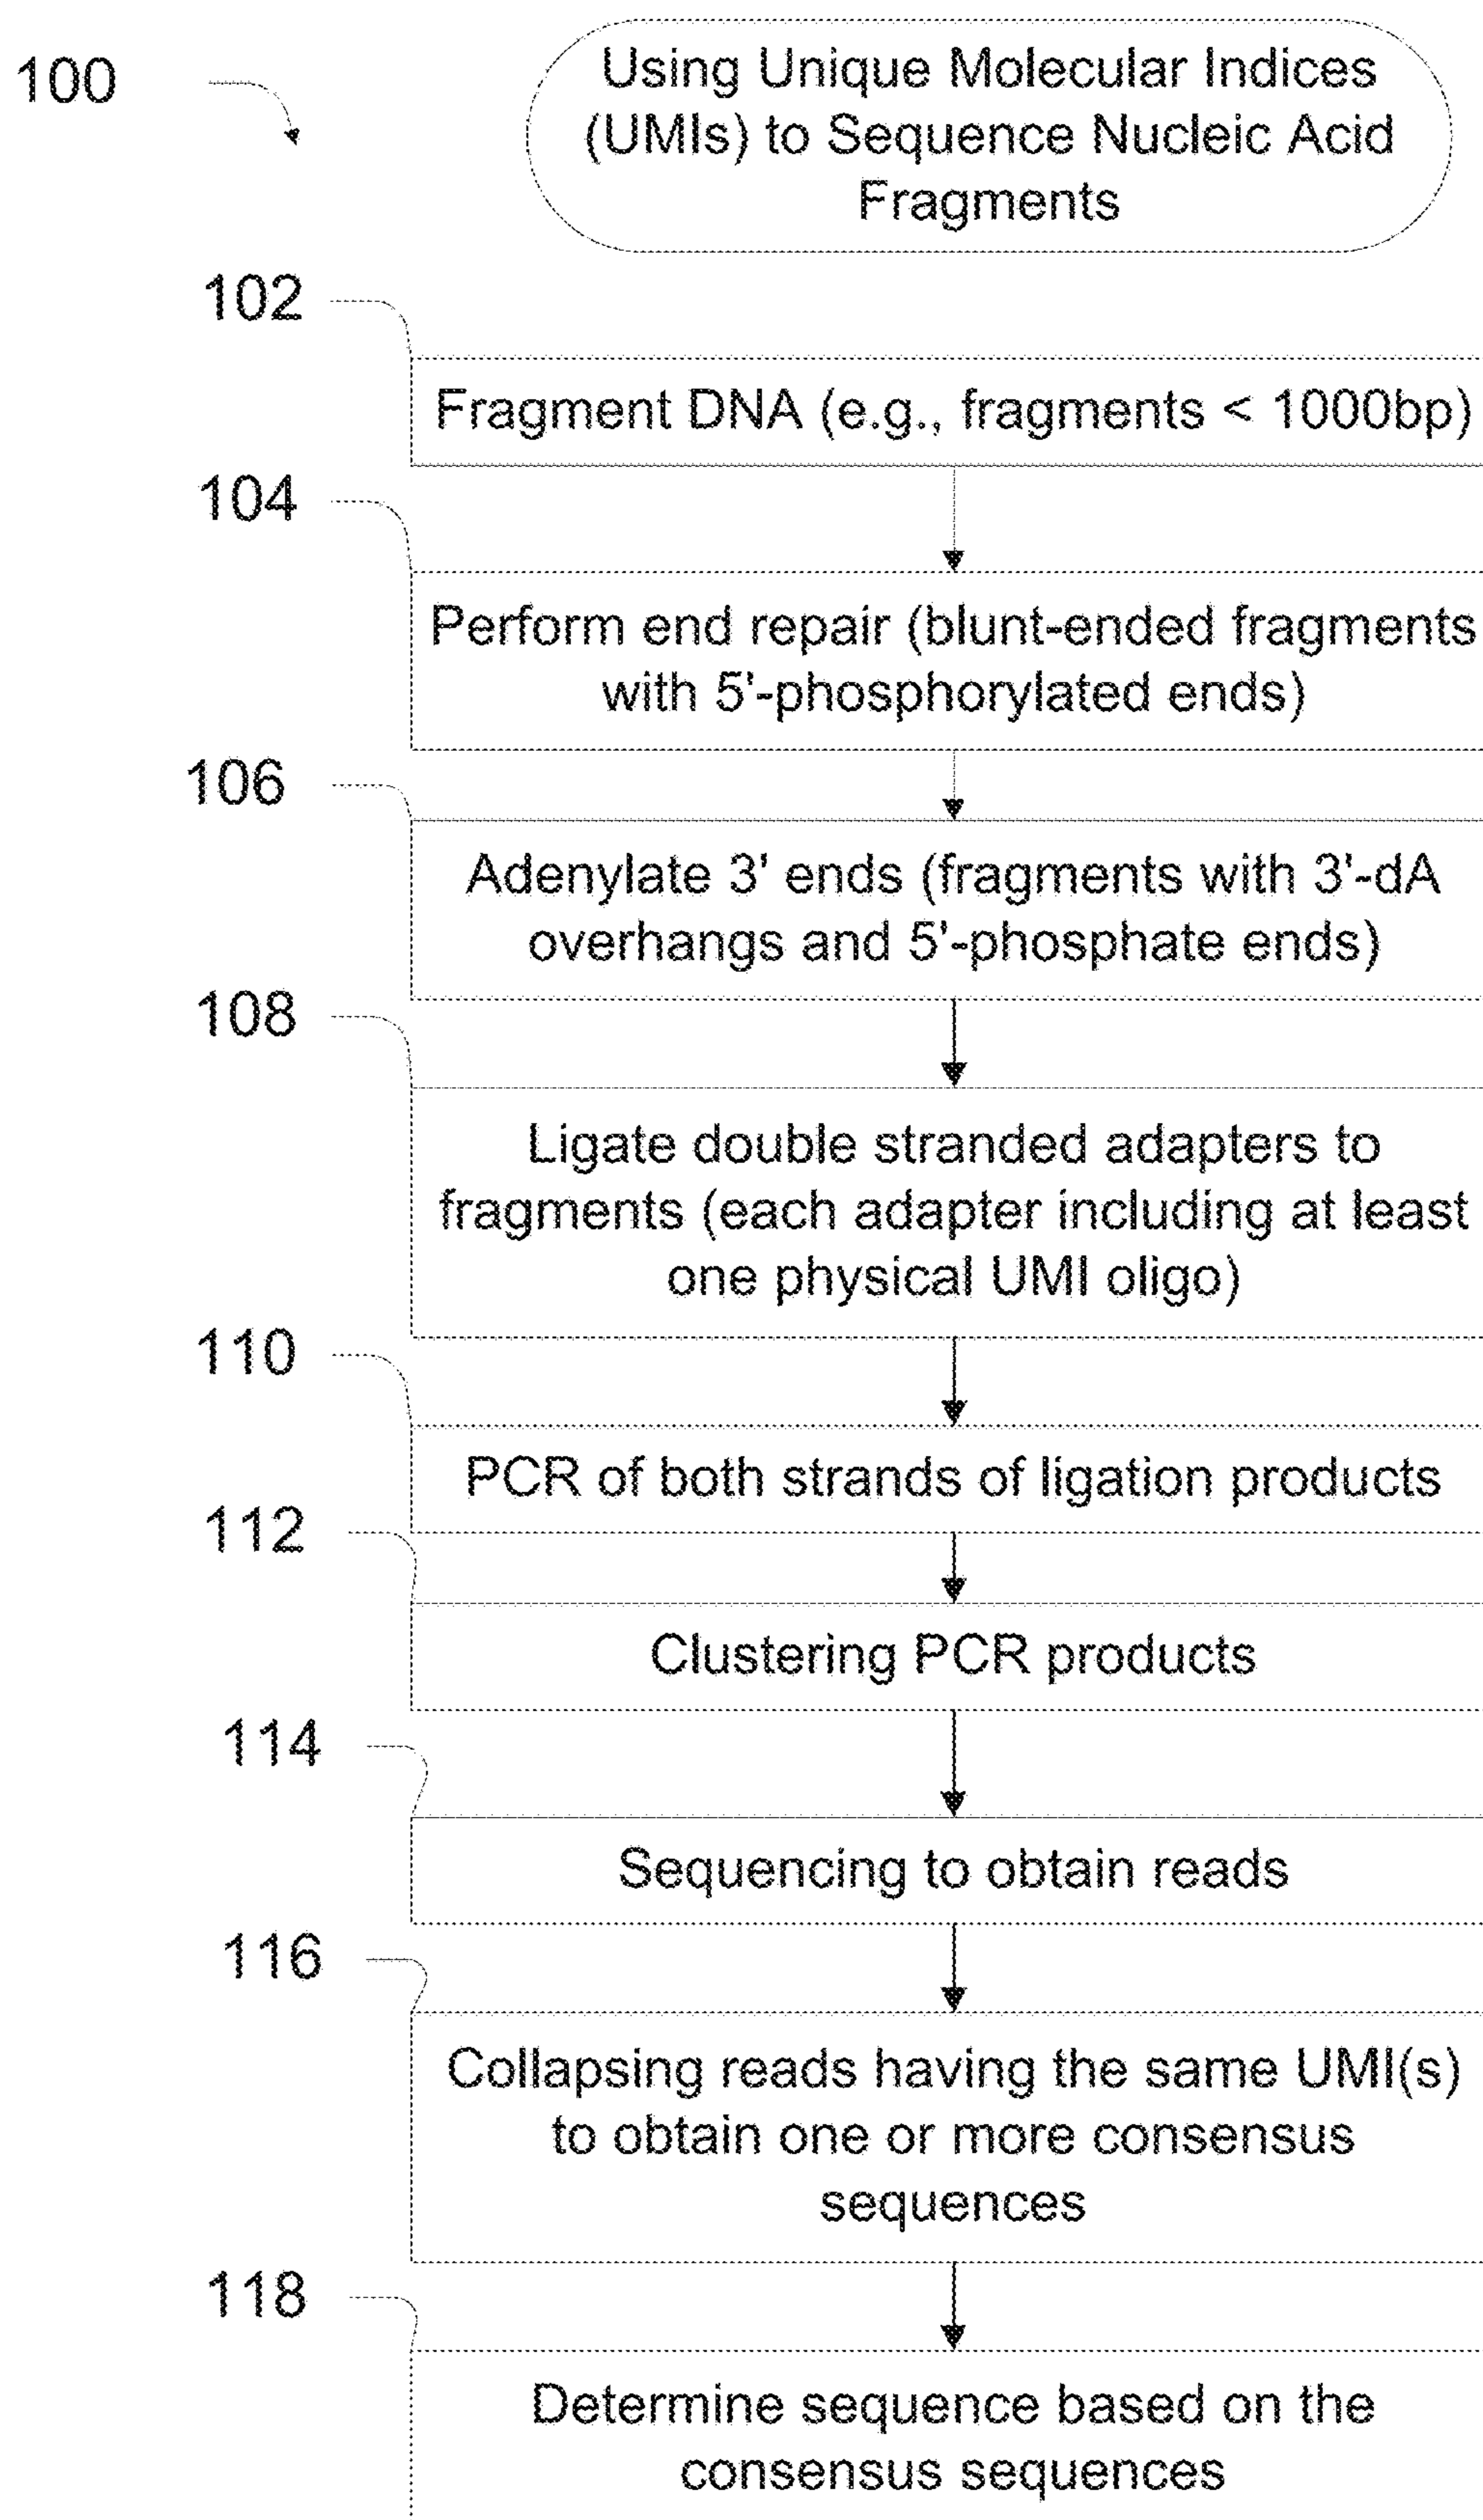 100
Using Unique Molecular Indices
(UMIs) to Sequence Nucleic Acid
Fragments
102
Fragment DNA (e.g., fragments < 1000bp)
104
Perform end repair (blunt-ended fragments
with 5'-phosphorylated ends)
106
Adenylate 3' ends (fragments with 3'-dA
overhangs and 5'-phosphate ends)
108
Ligate double stranded adapters to
fragments (each adapter including at least
one physical UMI oligo)
110
PCR of both strands of ligation products
112
Clustering PCR products
114
Sequencing to obtain reads
116
Collapsing reads having the same UMI(s)
to obtain one or more consensus
sequences
118
Determine sequence based on the
consensus sequences